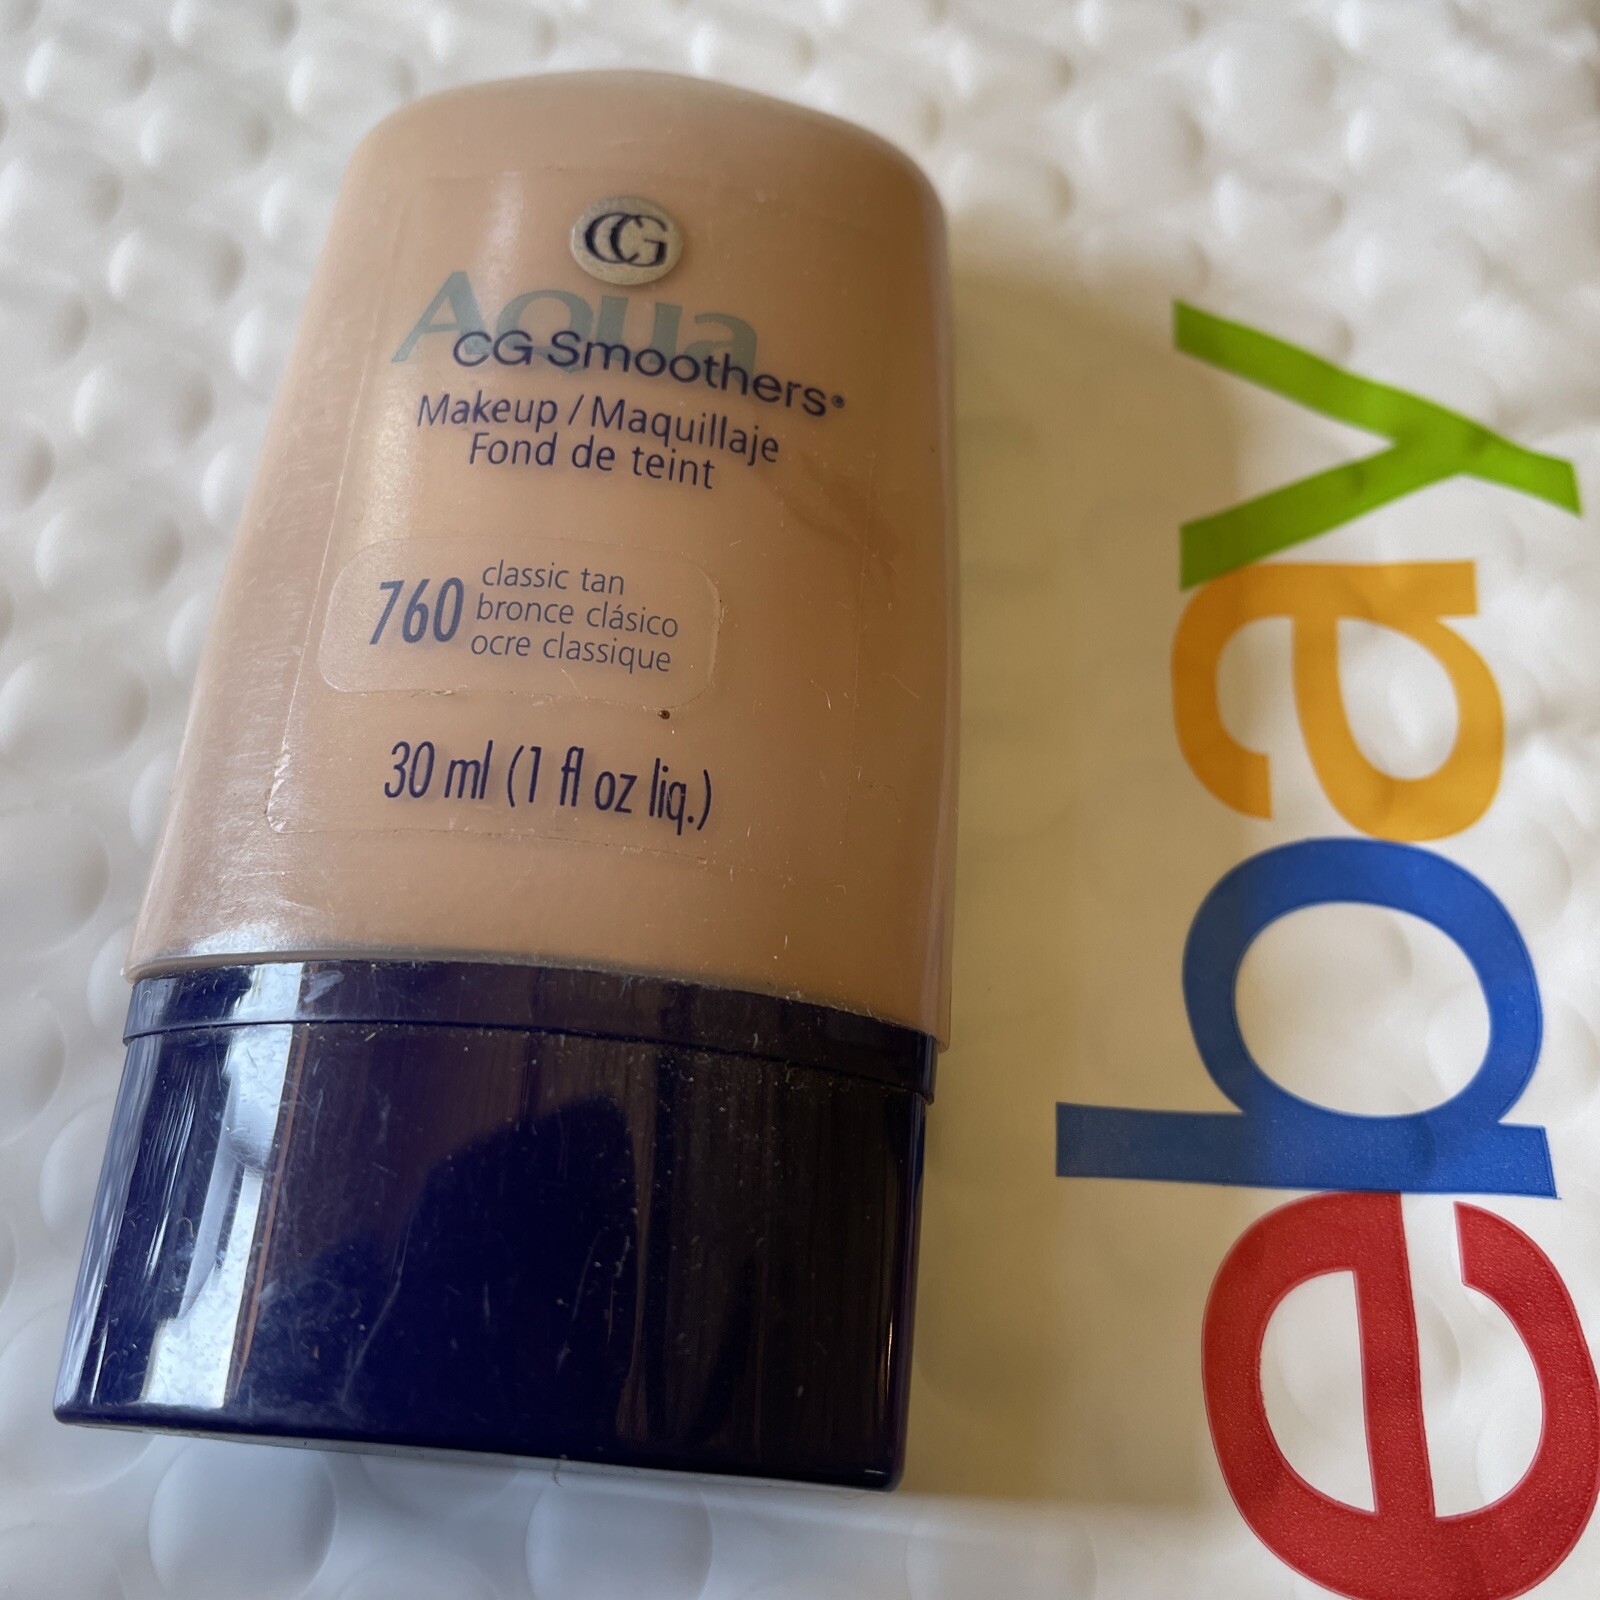 CG
Aqua
CG Smoothers®
Makeup / Maquillaje
Fond de teint
760
classic tan
bronce clásico
ocre classique
30 ml (1 fl oz liq.)
ebay